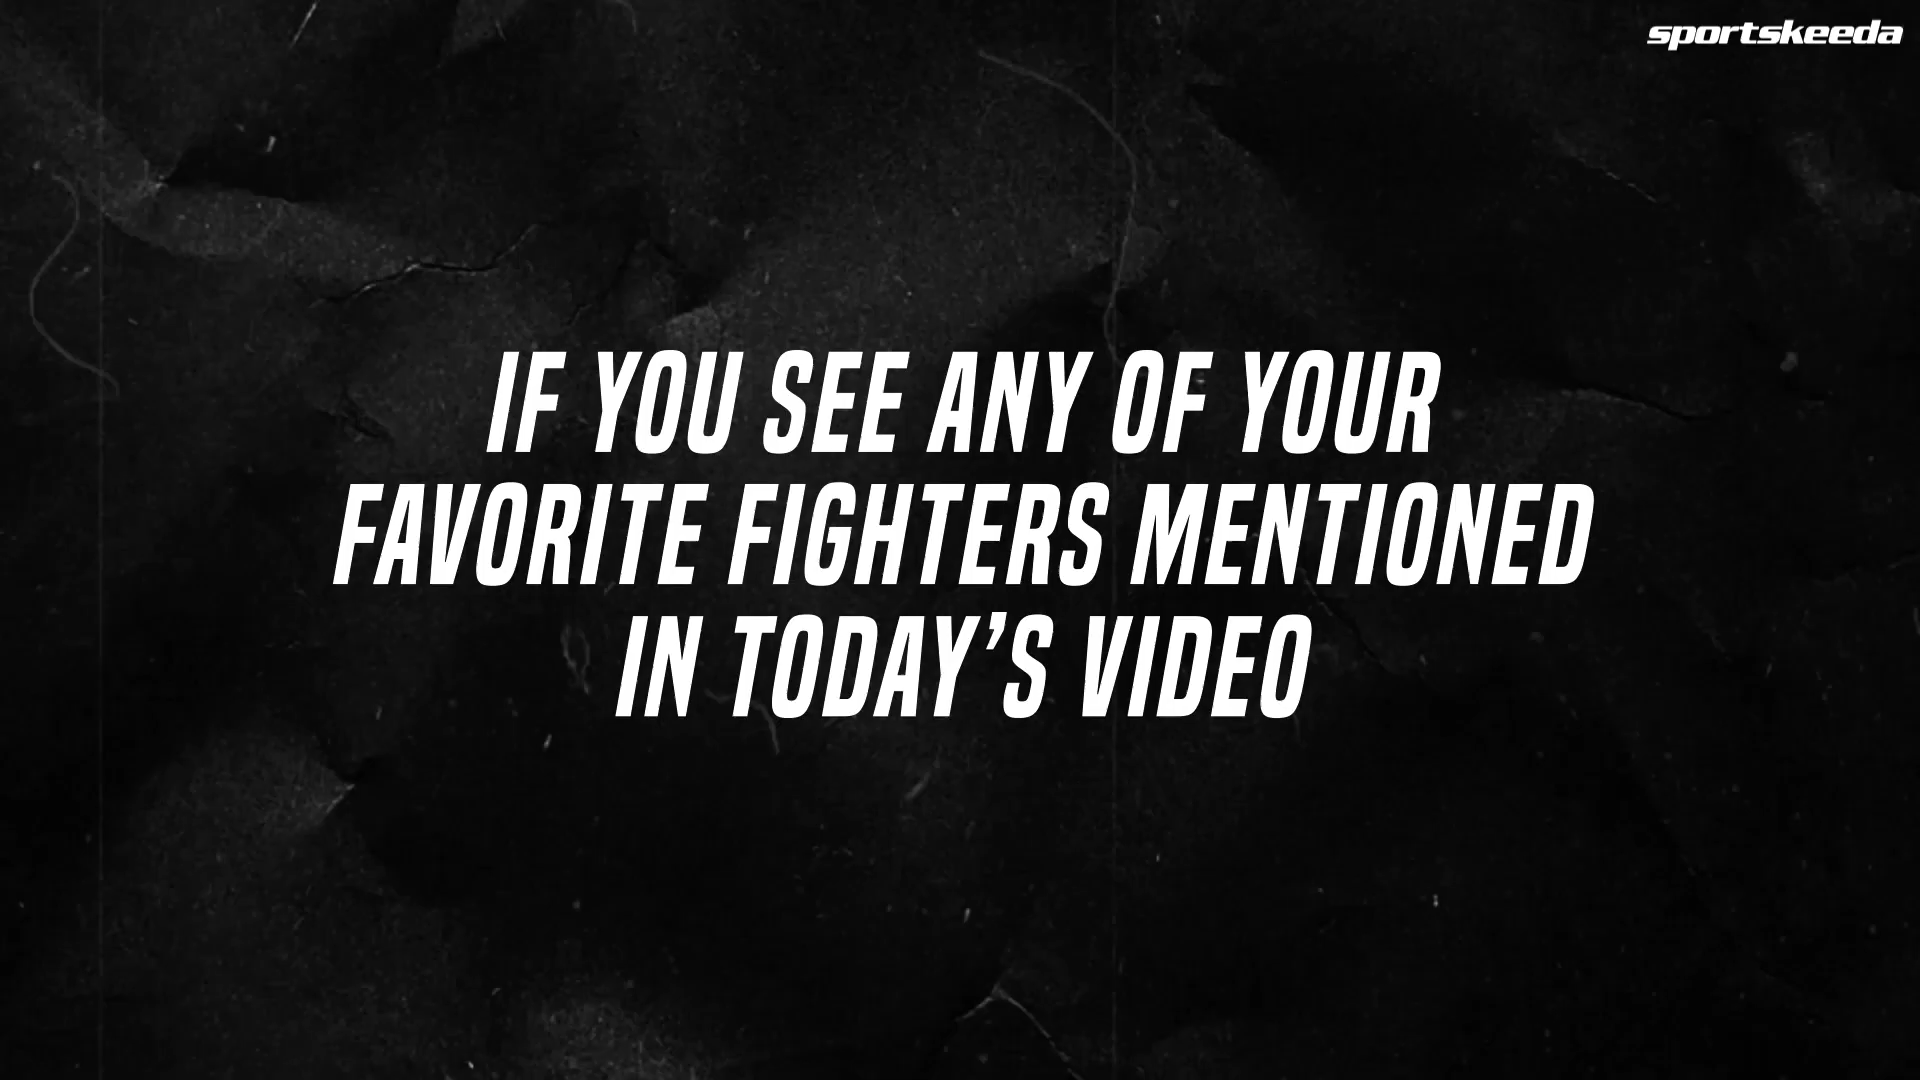 sportskeeda
IF YOU SEE ANY OF YOUR
FAVORITE FIGHTERS MENTIONED
IN TODAY’S VIDEO